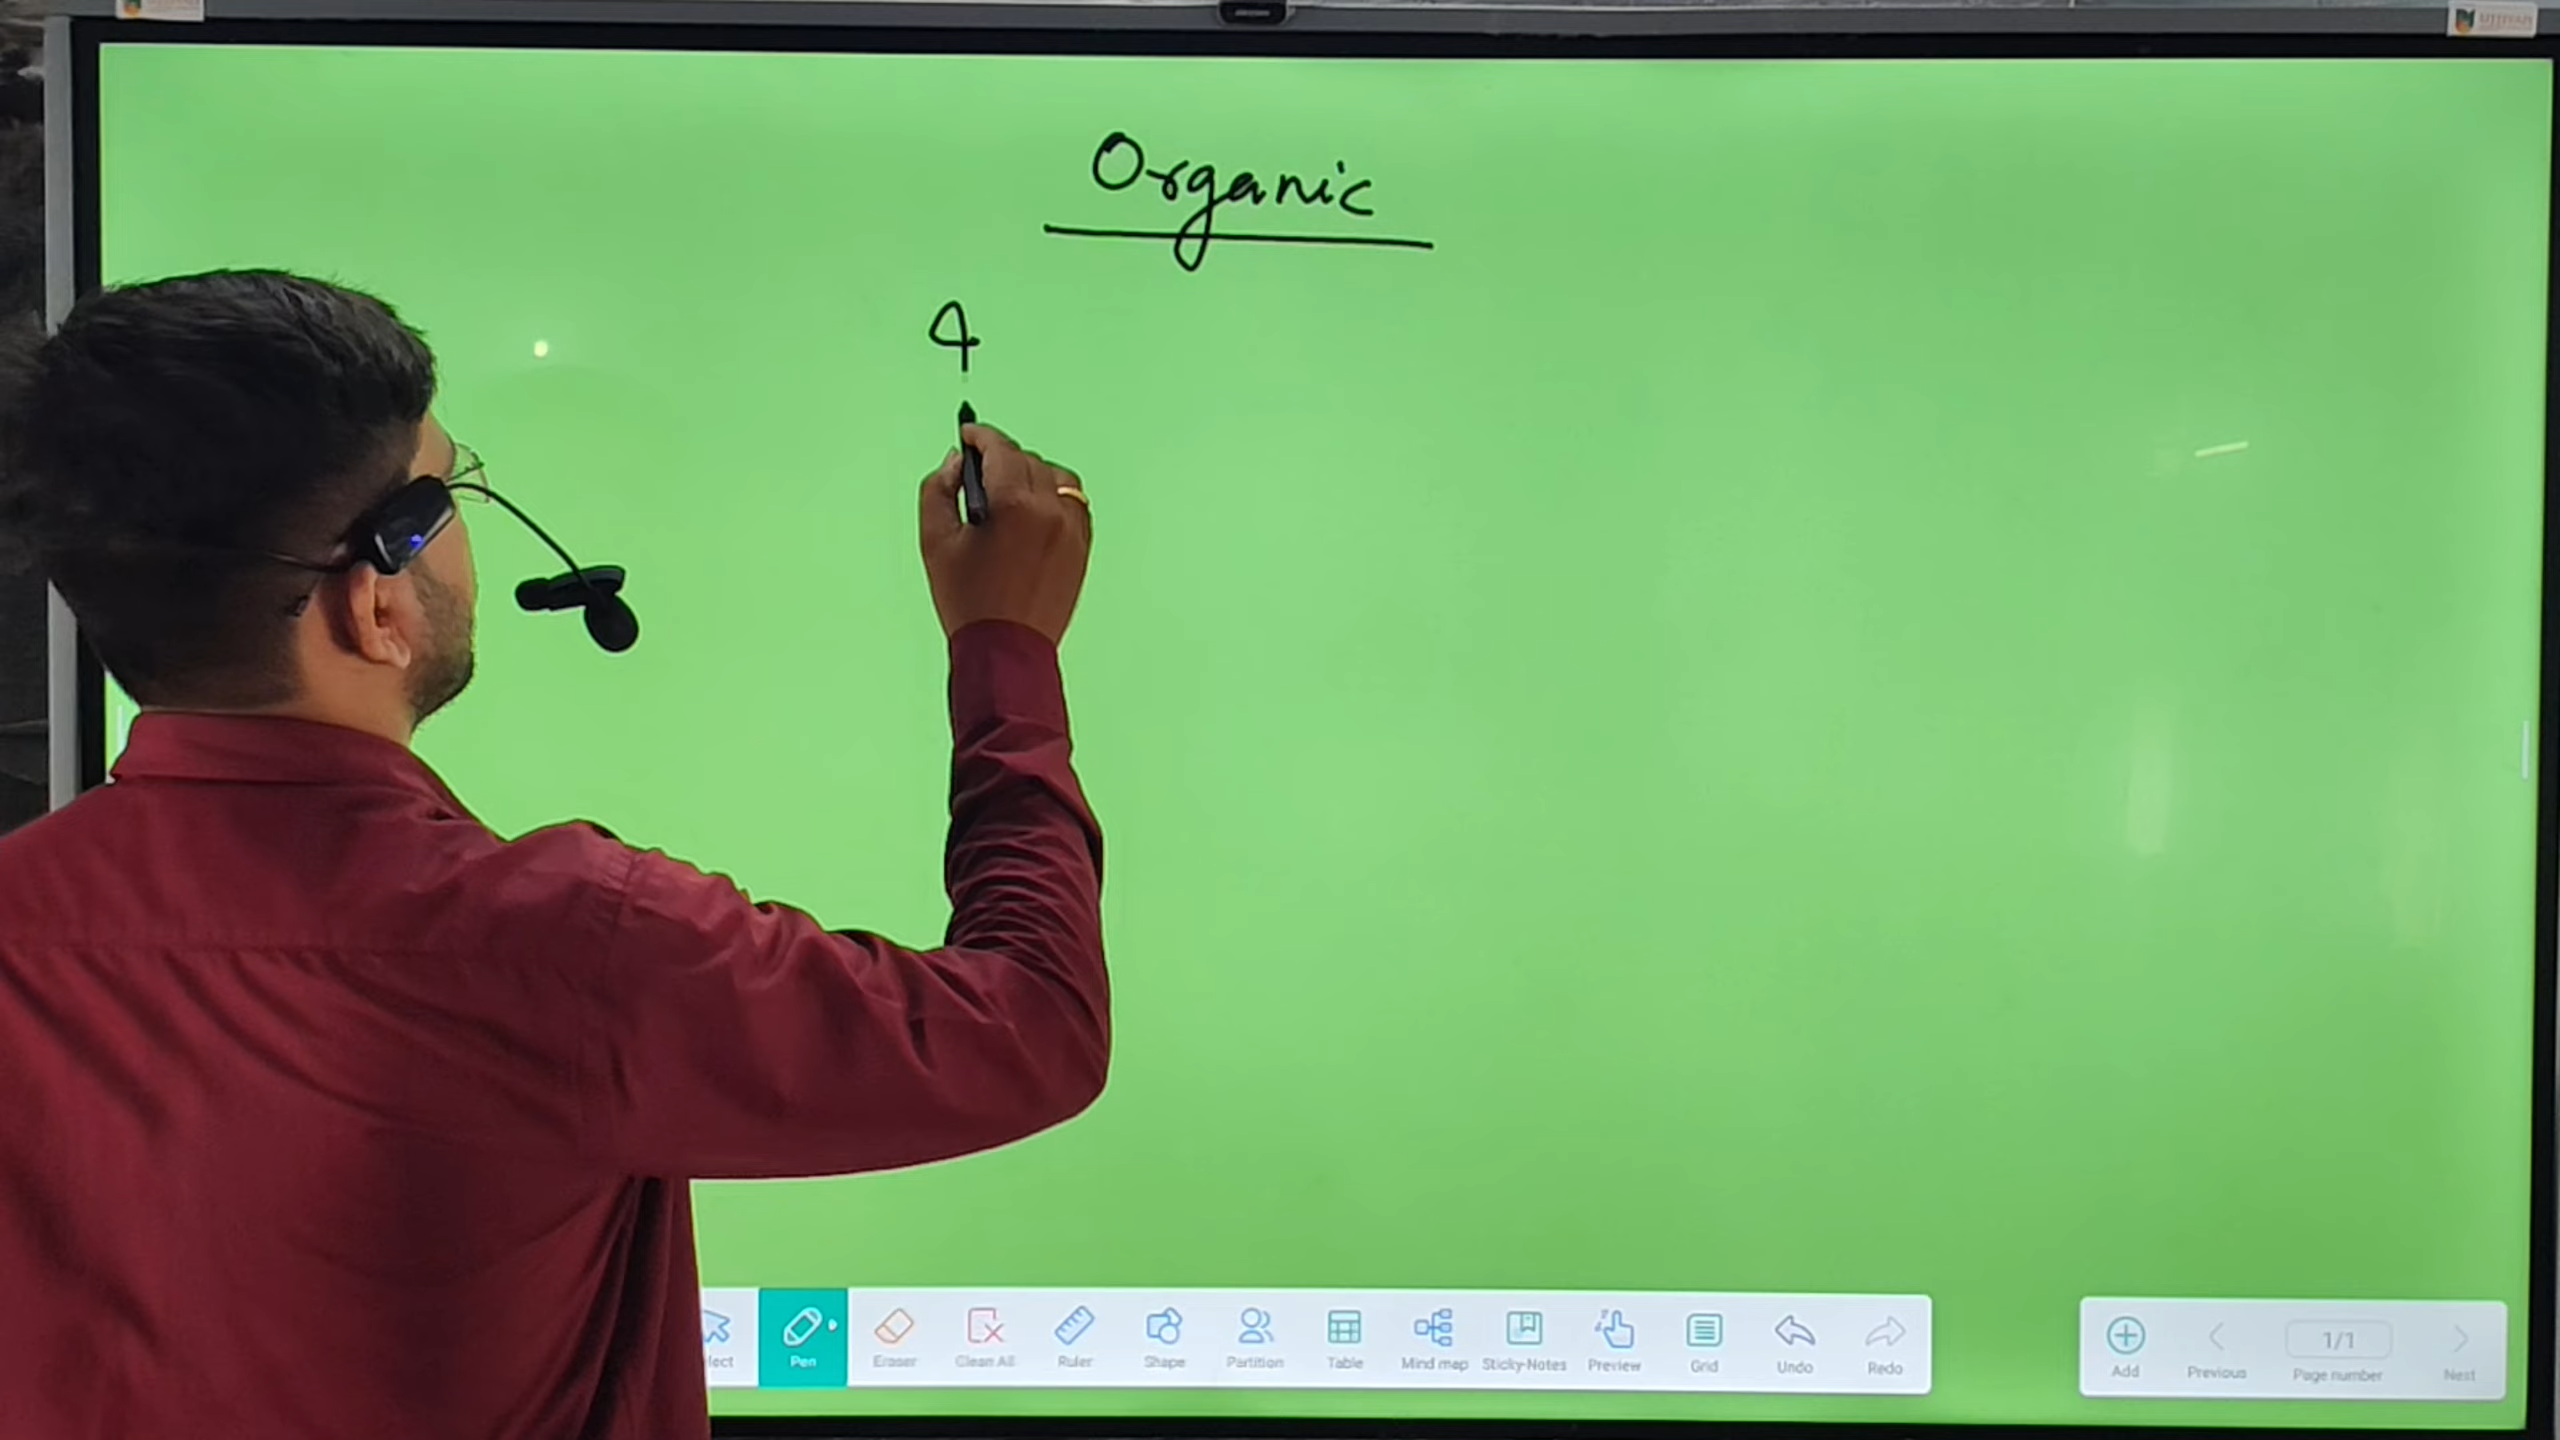 Organic
4
Pen
Eraser
Clean All
Ruler
Shape
Partition
Table
Mind map
Sticky-Notes
Preview
Grid
Undo
Redo
Add
Previous
1/1
Page number
Next